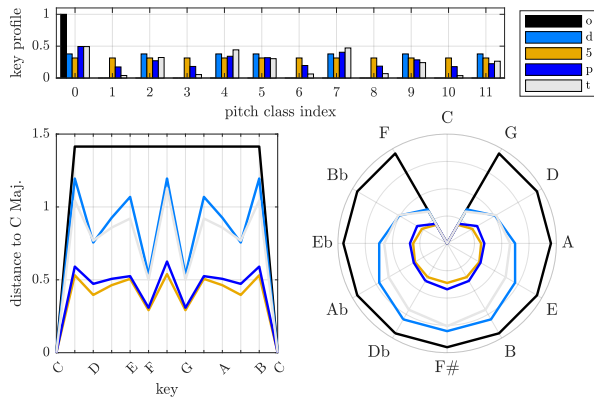 key profile
1
0.5
0
0 1 2 3 4 5 6 7 8 9 10 11
pitch class index
o
d
5
p
t
distance to C Maj.
1.5
1
0.5
0
C D E F G A B C
key
C
F G
Bb D
Eb A
Ab E
Db B
F#